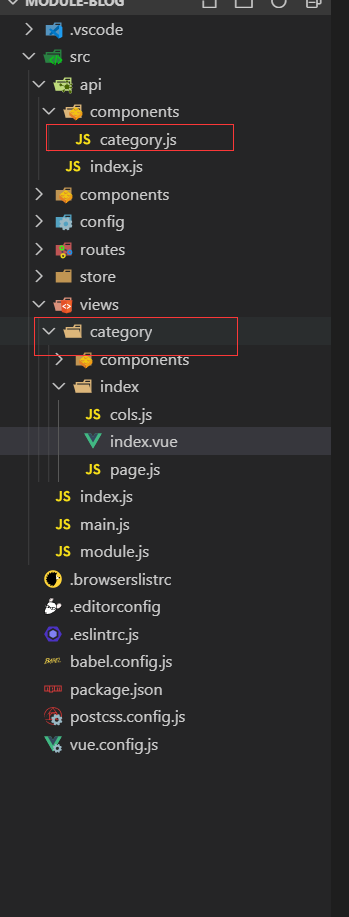 MODULE-BLOG
.vscode
src
api
components
JS category.js
JS index.js
components
config
routes
store
views
category
components
index
JS cols.js
index.vue
JS page.js
JS index.js
JS main.js
JS module.js
.browserslistrc
.editorconfig
.eslintrc.js
BABEL babel.config.js
package.json
postcss.config.js
vue.config.js